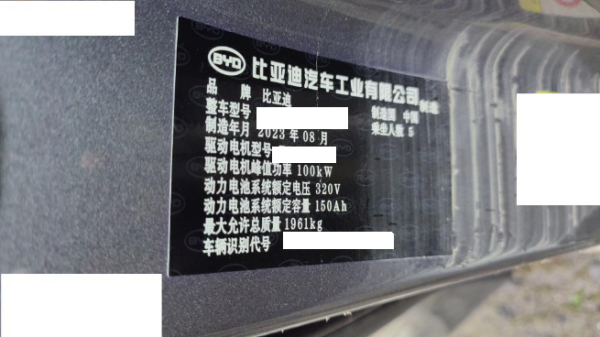 BYD 比亚迪汽车工业有限公司 制造
品 牌 比亚迪 制造国 中国
整车型号 乘坐人数 5
制造年月 2023 年 08 月
驱动电机型号
驱动电机峰值功率 100kW
动力电池系统额定电压 320V
动力电池系统额定容量 150Ah
最大允许总质量 1961kg
车辆识别代号